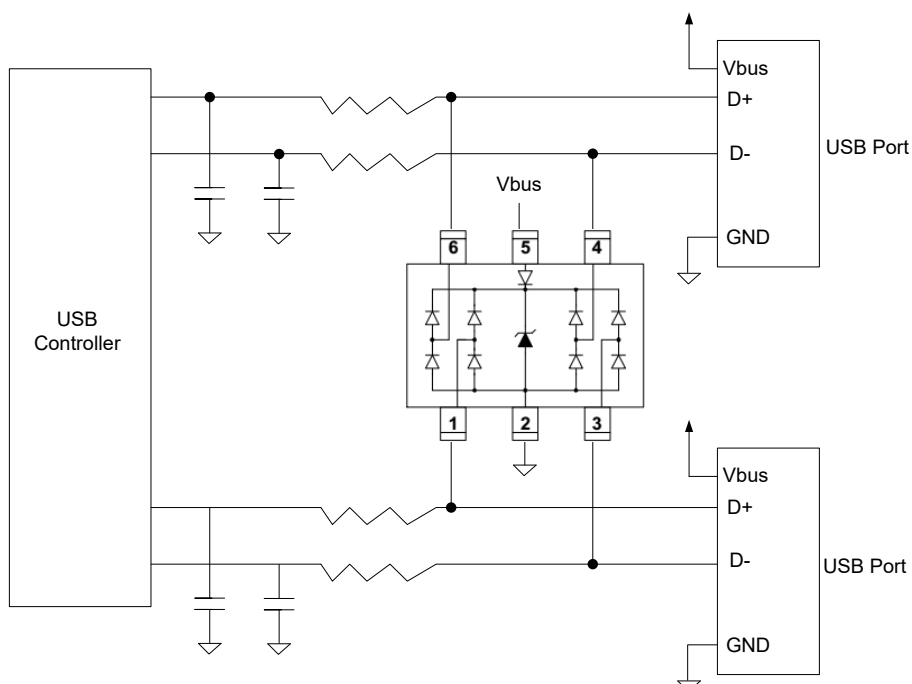 Vbus
D+
D-
USB Port
GND
Vbus
6
5
4
USB
Controller
1
2
3
Vbus
D+
D-
USB Port
GND